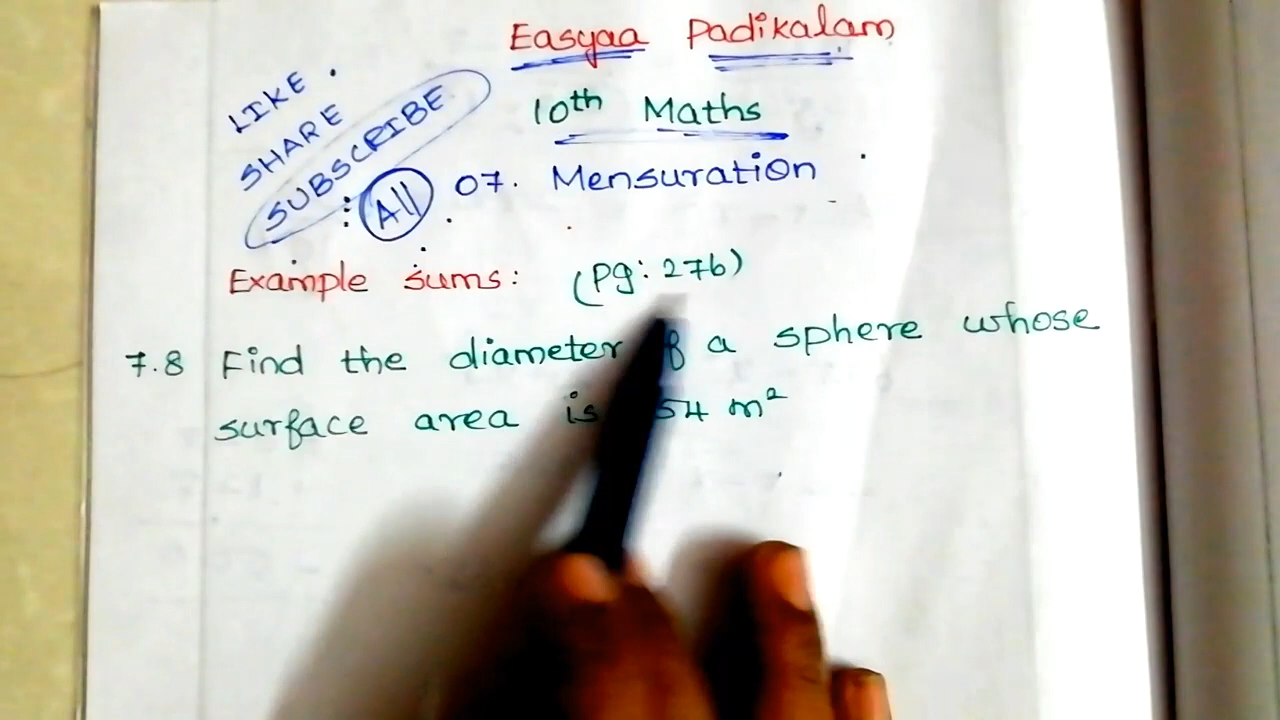 Easyaa Padikalam
LIKE.
SHARE
SUBSCRIBE
10th Maths
All
07. Mensuration
Example sums: (pg: 276)
7.8 Find the diameter a sphere whose
surface area is m²